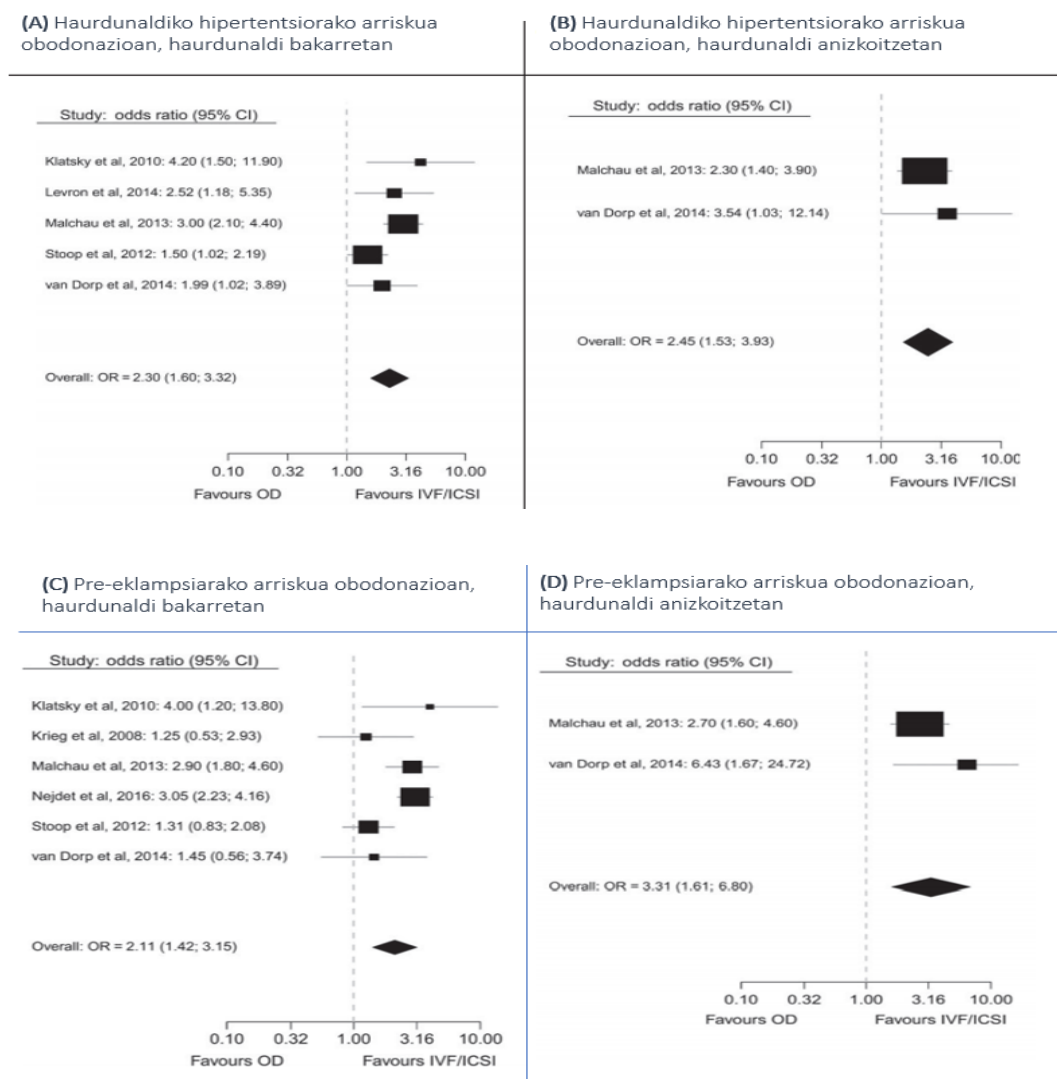 (A) Haurdunaldiko hipertentsiorako arriskua
obodonazioan, haurdunaldi bakarretan
Study: odds ratio (95% CI)
Klatsky et al, 2010: 4.20 (1.50; 11.90)
Levron et al, 2014: 2.52 (1.18; 5.35)
Malchau et al, 2013: 3.00 (2.10; 4.40)
Stoop et al, 2012: 1.50 (1.02; 2.19)
van Dorp et al, 2014: 1.99 (1.02; 3.89)
Overall: OR = 2.30 (1.60; 3.32)
0.10 0.32 1.00 3.16 10.00
Favours OD Favours IVF/ICSI
(B) Haurdunaldiko hipertentsiorako arriskua
obodonazioan, haurdunaldi anizkoitzetan
Study: odds ratio (95% CI)
Malchau et al, 2013: 2.30 (1.40; 3.90)
van Dorp et al, 2014: 3.54 (1.03; 12.14)
Overall: OR = 2.45 (1.53; 3.93)
0.10 0.32 1.00 3.16 10.00
Favours OD Favours IVF/ICSI
(C) Pre-eklampsiarako arriskua obodonazioan,
haurdunaldi bakarretan
Study: odds ratio (95% CI)
Klatsky et al, 2010: 4.00 (1.20; 13.80)
Krieg et al, 2008: 1.25 (0.53; 2.93)
Malchau et al, 2013: 2.90 (1.80; 4.60)
Nejdet et al, 2016: 3.05 (2.23; 4.16)
Stoop et al, 2012: 1.31 (0.83; 2.08)
van Dorp et al, 2014: 1.45 (0.56; 3.74)
Overall: OR = 2.11 (1.42; 3.15)
0.10 0.32 1.00 3.16 10.00
Favours OD Favours IVF/ICSI
(D) Pre-eklampsiarako arriskua obodonazioan,
haurdunaldi anizkoitzetan
Study: odds ratio (95% CI)
Malchau et al, 2013: 2.70 (1.60; 4.60)
van Dorp et al, 2014: 6.43 (1.67; 24.72)
Overall: OR = 3.31 (1.61; 6.80)
0.10 0.32 1.00 3.16 10.00
Favours OD Favours IVF/ICSI